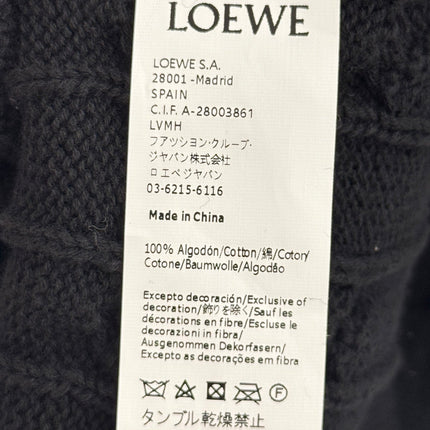 LOEWE
LOEWE S.A.
28001 -Madrid
SPAIN
C.I.F. A-28003861
LVMH
ファッション・クループ・
ジャパン株式会社
ロエベジャパン
03-6215-6116
Made in China
100% Algodón/Cotton/綿/Coton/
Cotone/Baumwolle/Algodão
Excepto decoración/Exclusive of
decoration/飾りを除く/Sauf les
décorations en fibre/Escluse le
decorazioni in fibra/
Ausgenommen Dekorfasern/
Excepto as decorações em fibra
F
タンブル乾燥禁止